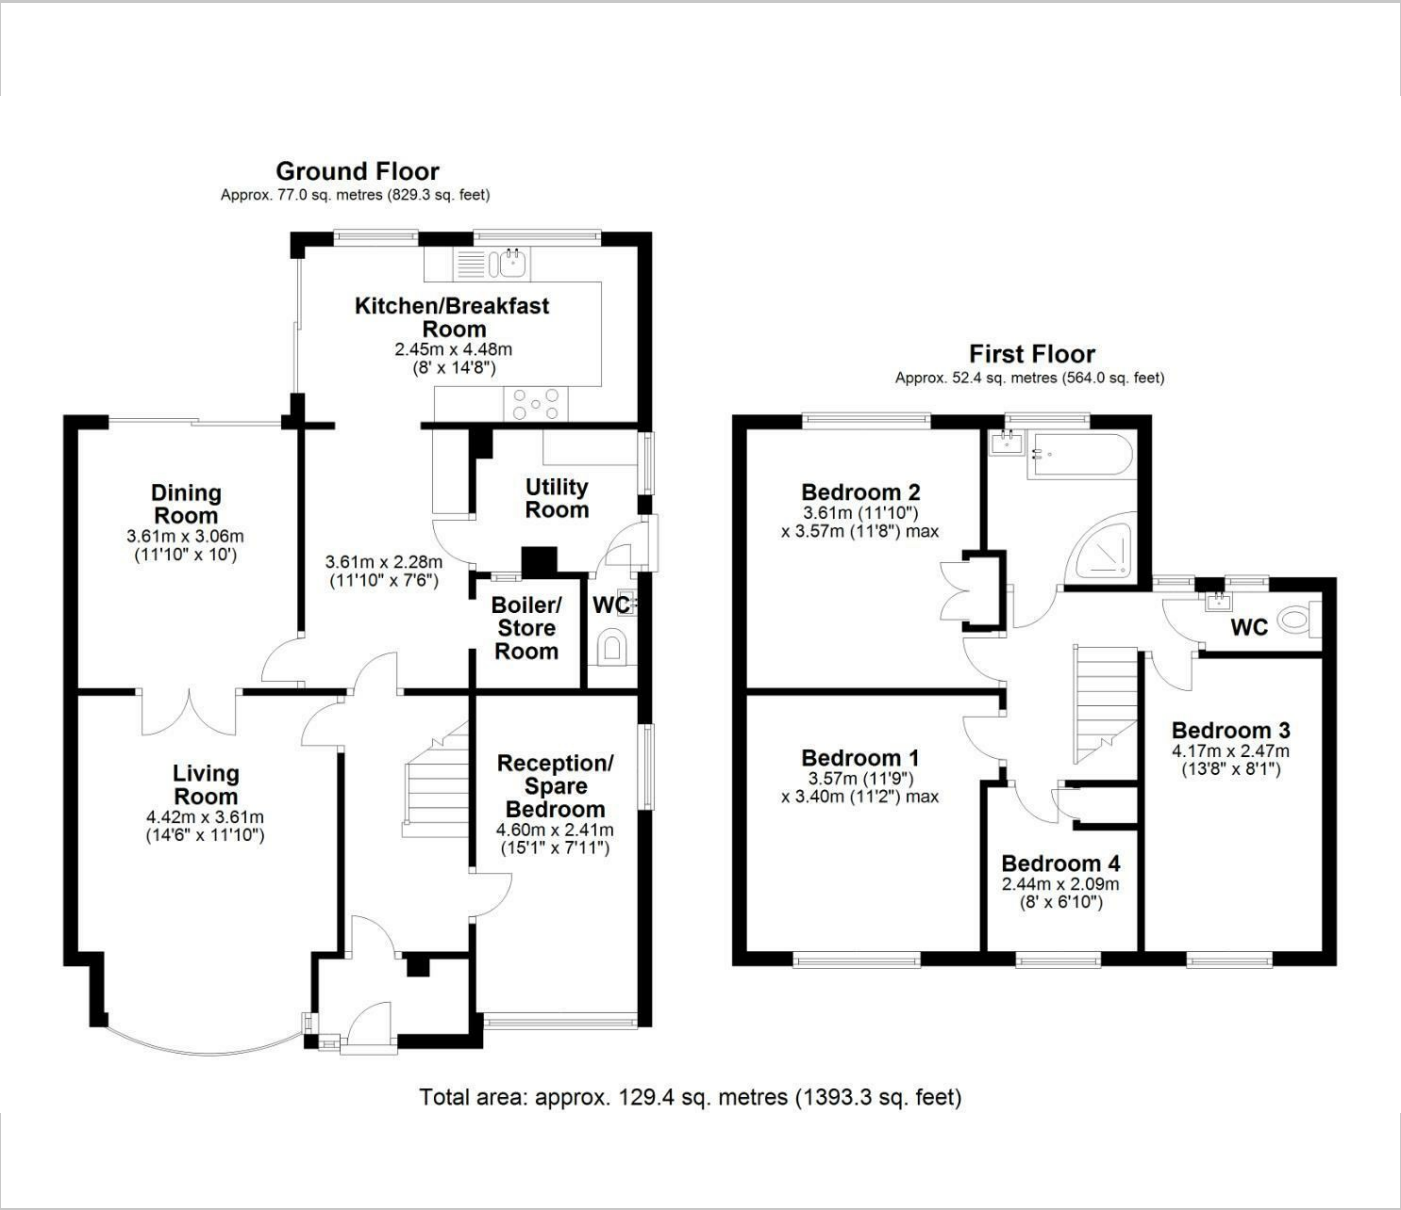 Ground Floor
Approx. 77.0 sq. metres (829.3 sq. feet)
Kitchen/Breakfast
Room
2.45m x 4.48m
(8' x 14'8")
Dining
Room
3.61m x 3.06m
(11'10" x 10')
3.61m x 2.28m
(11'10" x 7'6")
Utility
Room
Boiler/
Store
Room
WC
Living
Room
4.42m x 3.61m
(14'6" x 11'10")
Reception/
Spare
Bedroom
4.60m x 2.41m
(15'1" x 7'11")
First Floor
Approx. 52.4 sq. metres (564.0 sq. feet)
Bedroom 2
3.61m (11'10")
x 3.57m (11'8") max
WC
Bedroom 1
3.57m (11'9")
x 3.40m (11'2") max
Bedroom 3
4.17m x 2.47m
(13'8" x 8'1")
Bedroom 4
2.44m x 2.09m
(8' x 6'10")
Total area: approx. 129.4 sq. metres (1393.3 sq. feet)